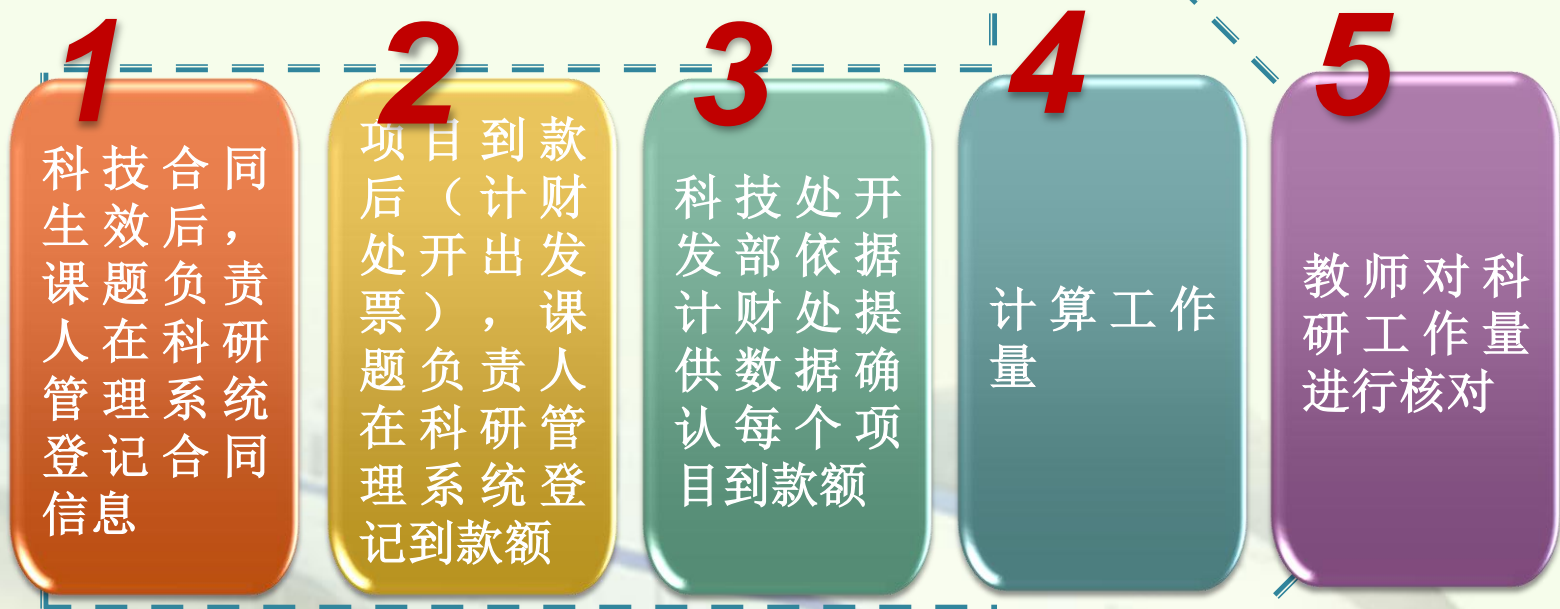 1
科技合同
生效后，
课题负责
人在科研
管理系统
登记合同
信息
2
项目到款
后（计财
处开出发
票），课
题负责人
在科研管
理系统登
记到款额
3
科技处开
发部依据
计财处提
供数据确
认每个项
目到款额
4
计算工作
量
5
教师对科
研工作量
进行核对